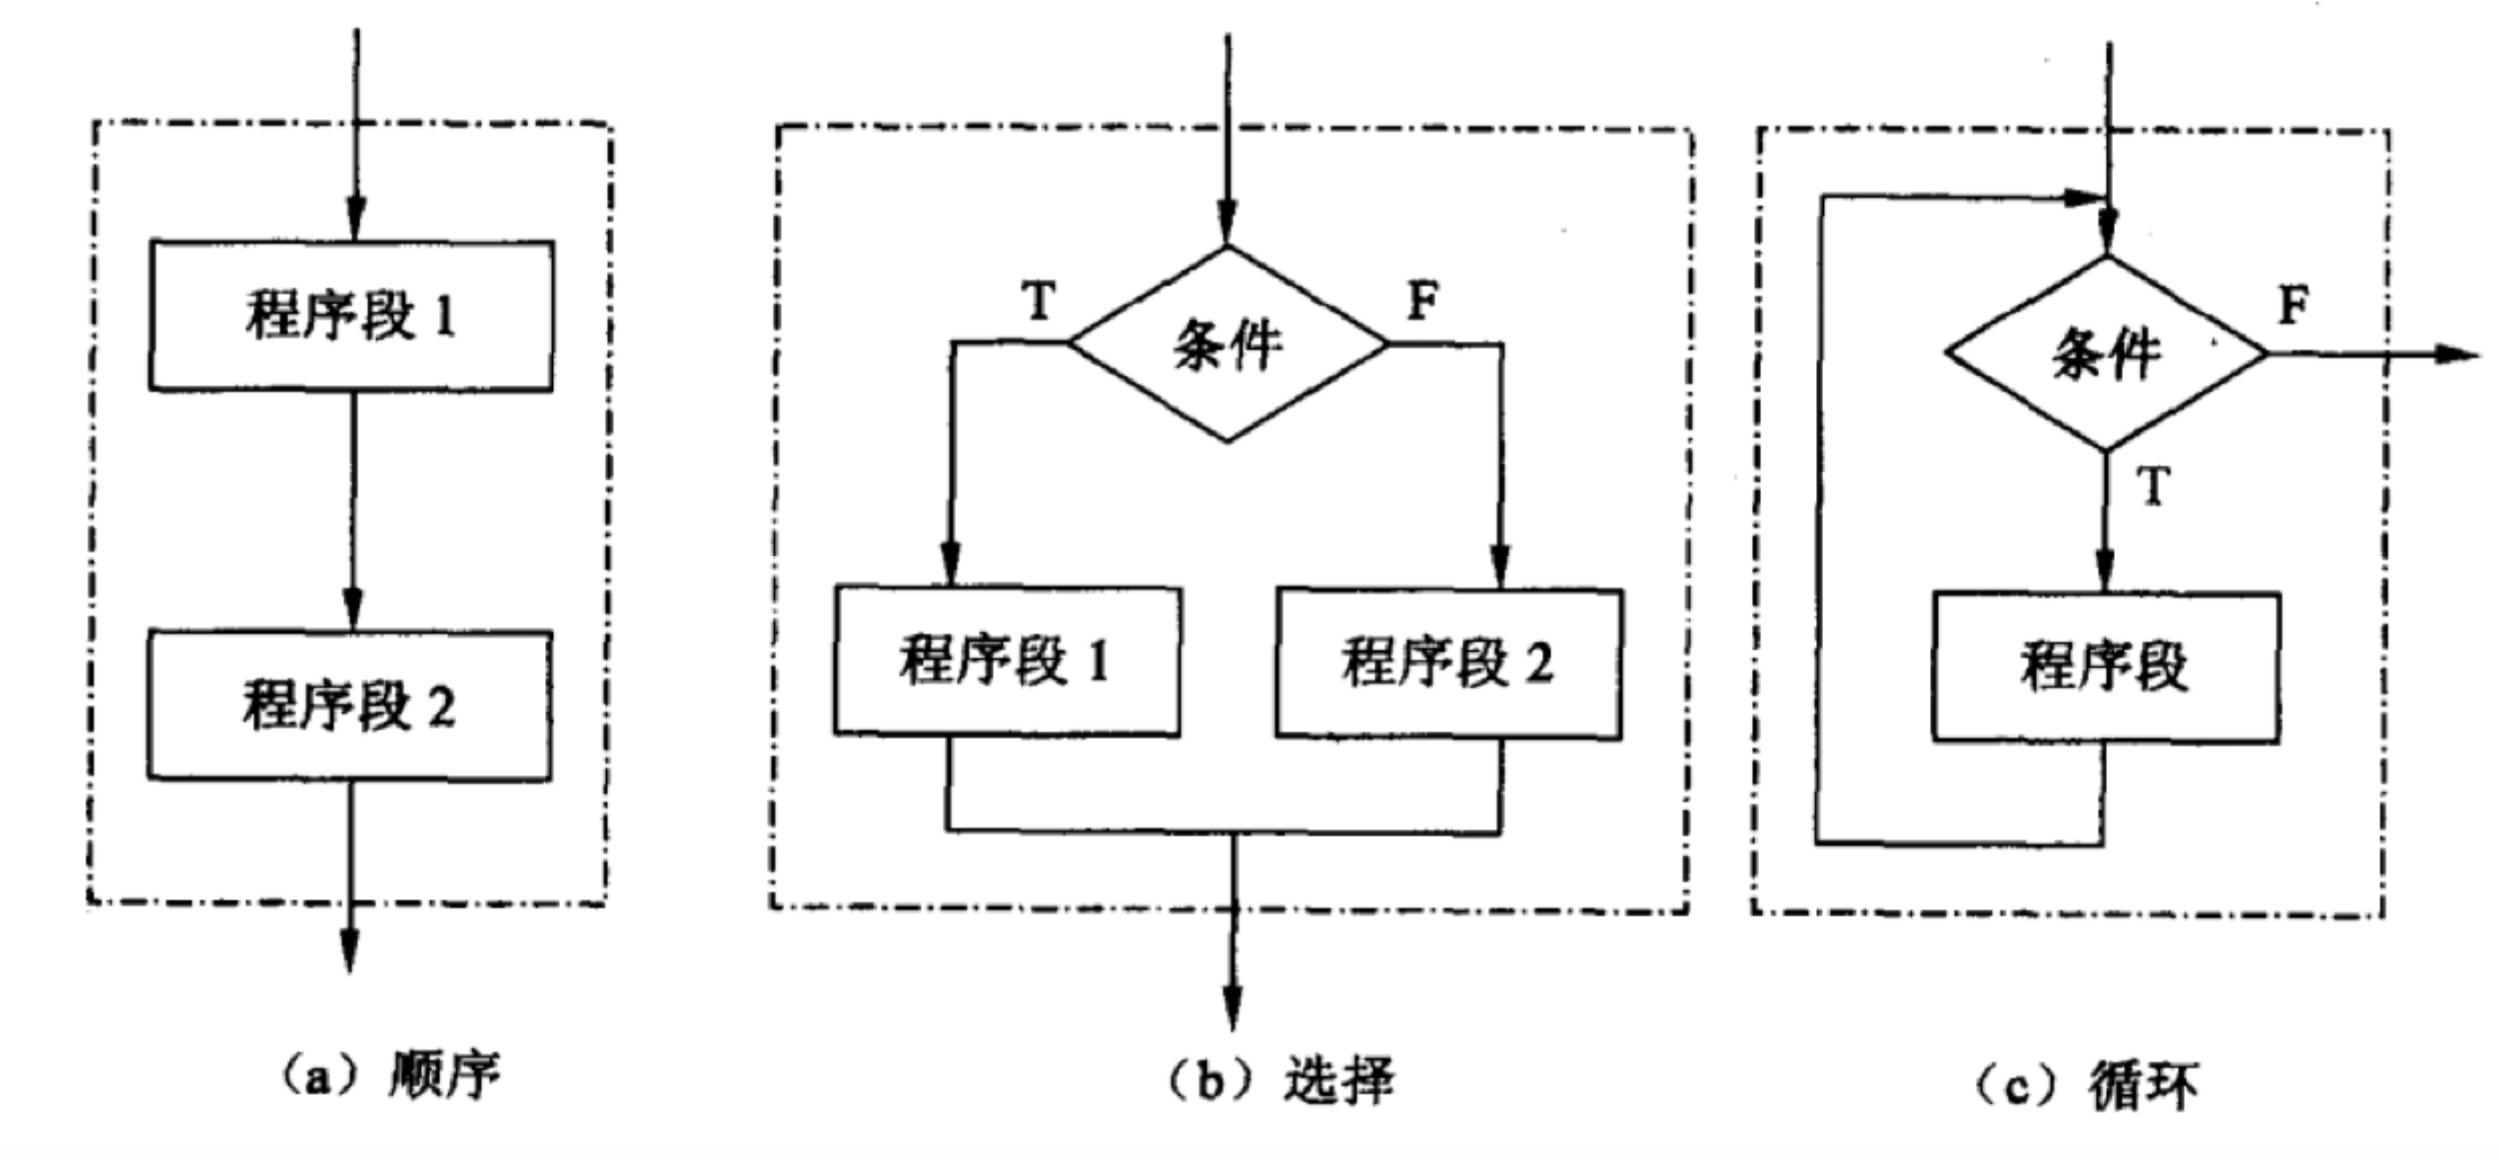 程序段 1
程序段 2
（a）顺序
T
F
条件
程序段 1
程序段 2
（b）选择
条件
F
T
程序段
（c）循环